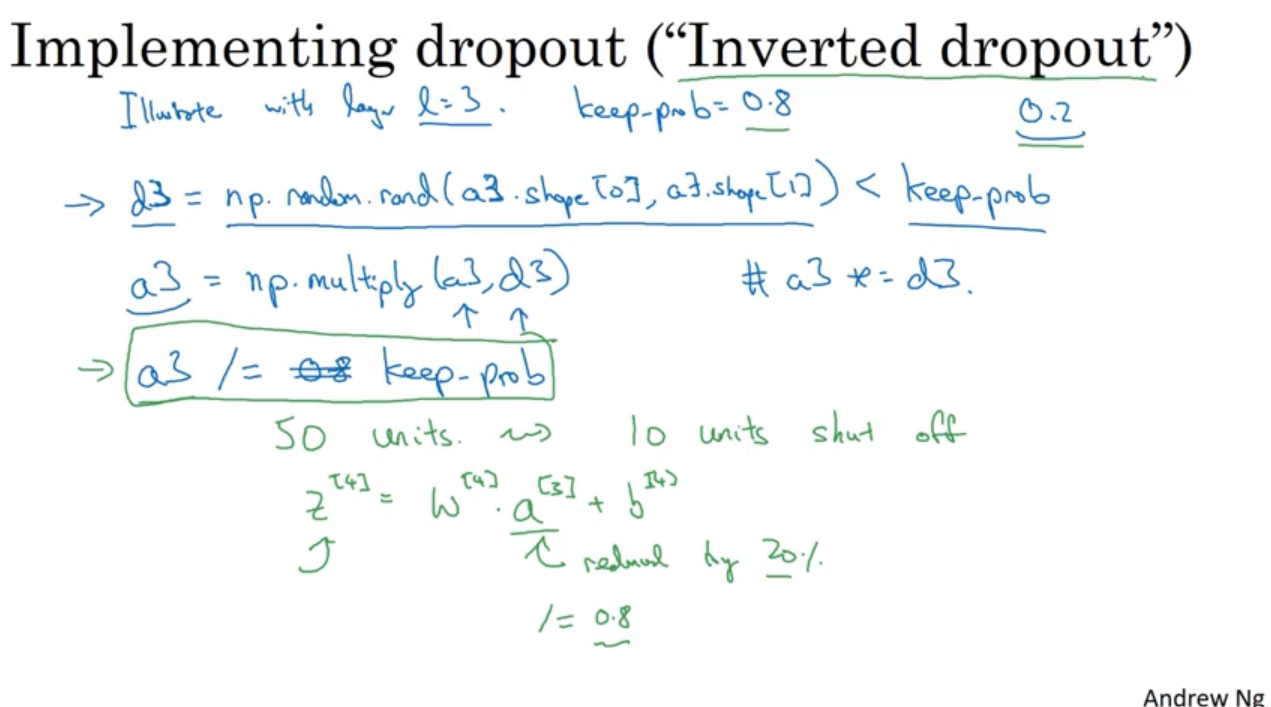 Implementing dropout (“Inverted dropout”)
Illustrate with layer l=3. keep-prob= 0.8 0.2
→ d3 = np.random.rand(a3.shape[0], a3.shape[1]) < keep-prob
a3 = np.multiply(a3, d3) # a3 *= d3.
↑ ↑
→ a3 /= 0.8 keep-prob
50 units. ⇝ 10 units shut off
z^[4] = W^[4] · a^[3] + b^[4]
reduced by 20%
/= 0.8
Andrew Ng